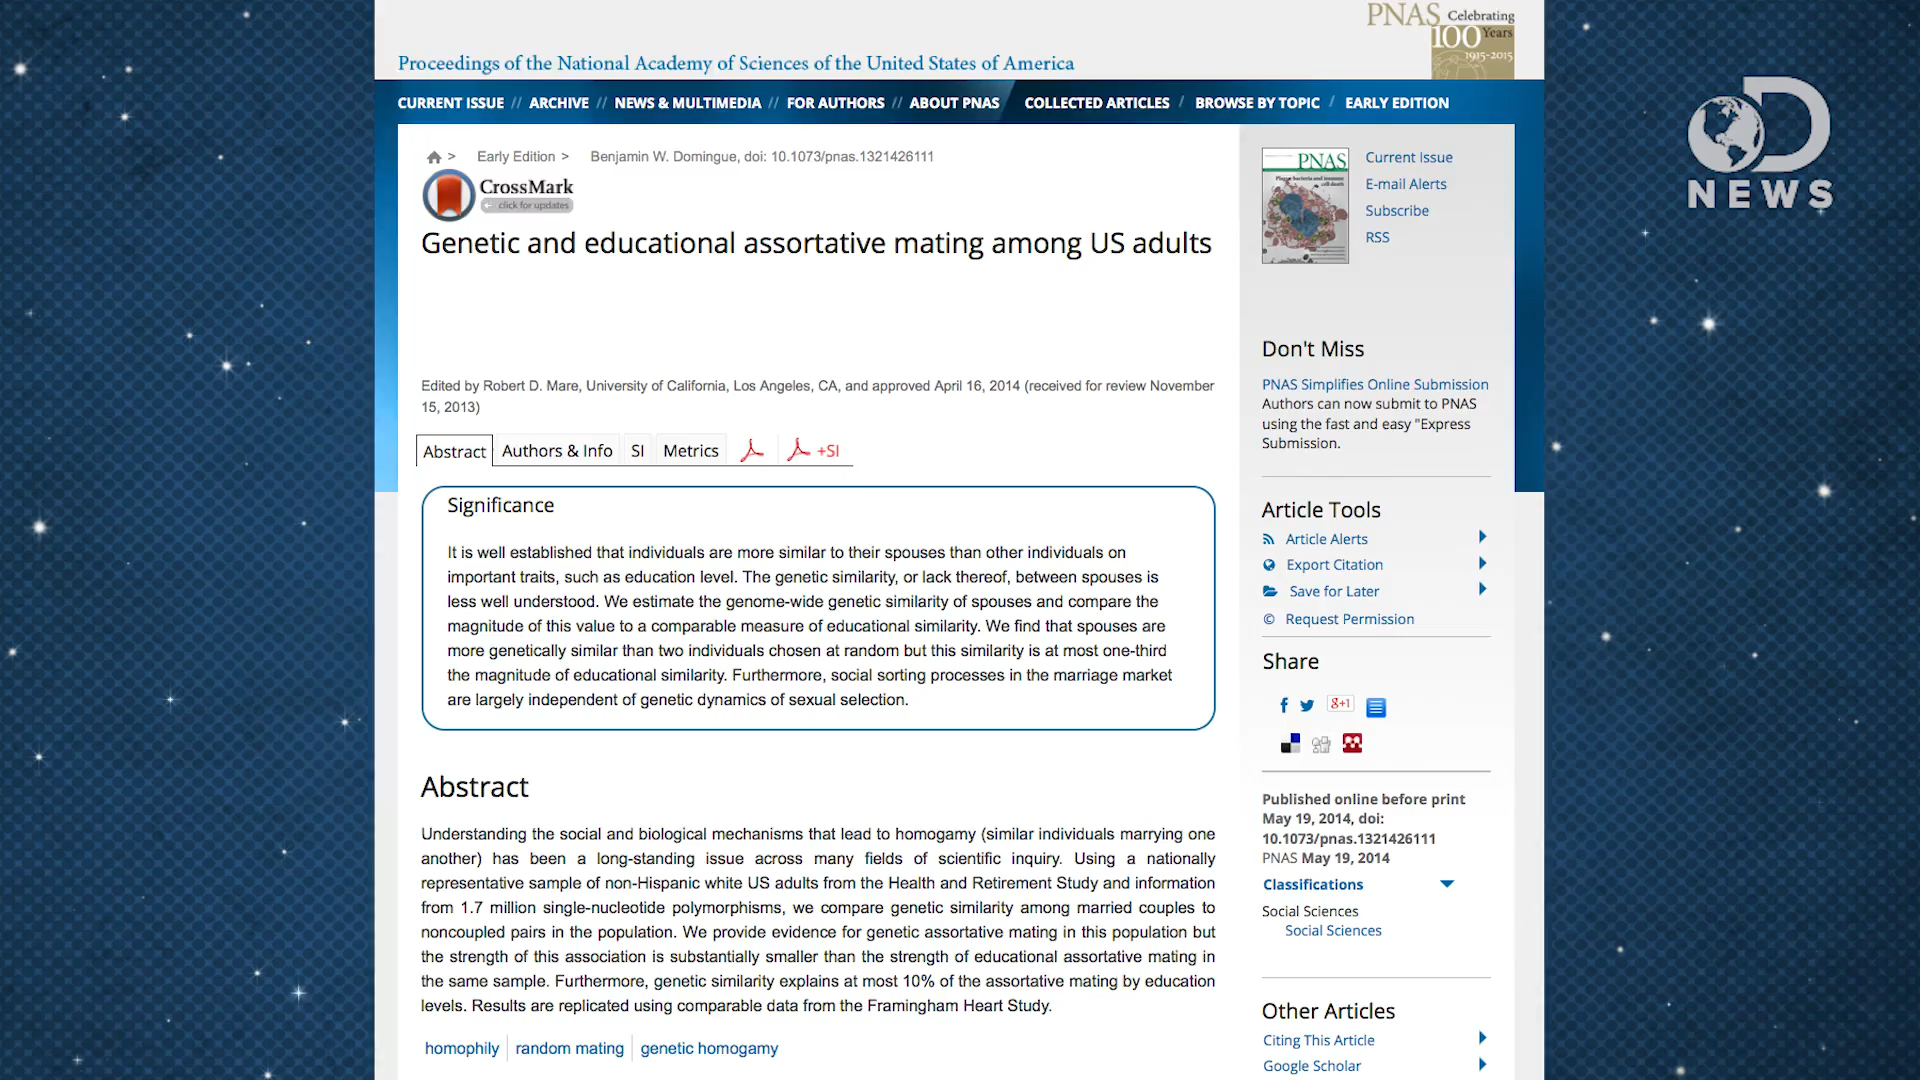 PNAS Celebrating
100 Years
1915-2015
Proceedings of the National Academy of Sciences of the United States of America
CURRENT ISSUE // ARCHIVE // NEWS & MULTIMEDIA // FOR AUTHORS // ABOUT PNAS COLLECTED ARTICLES / BROWSE BY TOPIC / EARLY EDITION
D
NEWS
> Early Edition > Benjamin W. Domingue, doi: 10.1073/pnas.1321426111
CrossMark
click for updates
Genetic and educational assortative mating among US adults
Edited by Robert D. Mare, University of California, Los Angeles, CA, and approved April 16, 2014 (received for review November
15, 2013)
Abstract Authors & Info SI Metrics +SI
Significance
It is well established that individuals are more similar to their spouses than other individuals on
important traits, such as education level. The genetic similarity, or lack thereof, between spouses is
less well understood. We estimate the genome-wide genetic similarity of spouses and compare the
magnitude of this value to a comparable measure of educational similarity. We find that spouses are
more genetically similar than two individuals chosen at random but this similarity is at most one-third
the magnitude of educational similarity. Furthermore, social sorting processes in the marriage market
are largely independent of genetic dynamics of sexual selection.
Abstract
Understanding the social and biological mechanisms that lead to homogamy (similar individuals marrying one
another) has been a long-standing issue across many fields of scientific inquiry. Using a nationally
representative sample of non-Hispanic white US adults from the Health and Retirement Study and information
from 1.7 million single-nucleotide polymorphisms, we compare genetic similarity among married couples to
noncoupled pairs in the population. We provide evidence for genetic assortative mating in this population but
the strength of this association is substantially smaller than the strength of educational assortative mating in
the same sample. Furthermore, genetic similarity explains at most 10% of the assortative mating by education
levels. Results are replicated using comparable data from the Framingham Heart Study.
homophily random mating genetic homogamy
PNAS
Current Issue
E-mail Alerts
Subscribe
RSS
Don't Miss
PNAS Simplifies Online Submission
Authors can now submit to PNAS
using the fast and easy "Express
Submission.
Article Tools
Article Alerts
Export Citation
Save for Later
© Request Permission
Share
f g+1
Published online before print
May 19, 2014, doi:
10.1073/pnas.1321426111
PNAS May 19, 2014
Classifications
Social Sciences
Social Sciences
Other Articles
Citing This Article
Google Scholar